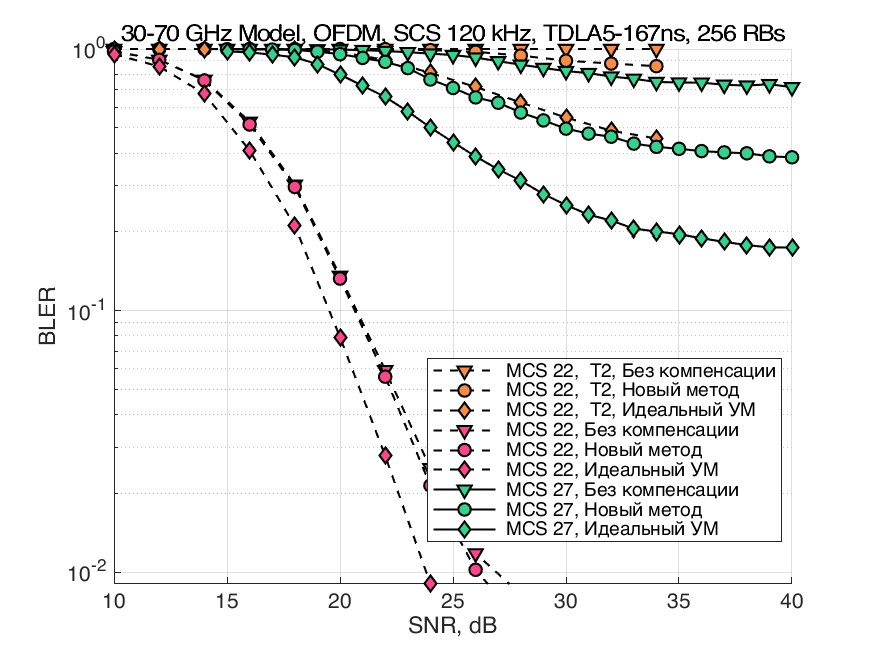 30-70 GHz Model, OFDM, SCS 120 kHz, TDLA5-167ns, 256 RBs
10⁰
10⁻¹
10⁻²
BLER
MCS 22, T2, Без компенсации
MCS 22, T2, Новый метод
MCS 22, T2, Идеальный УМ
MCS 22, Без компенсации
MCS 22, Новый метод
MCS 22, Идеальный УМ
MCS 27, Без компенсации
MCS 27, Новый метод
MCS 27, Идеальный УМ
10 15 20 25 30 35 40
SNR, dB